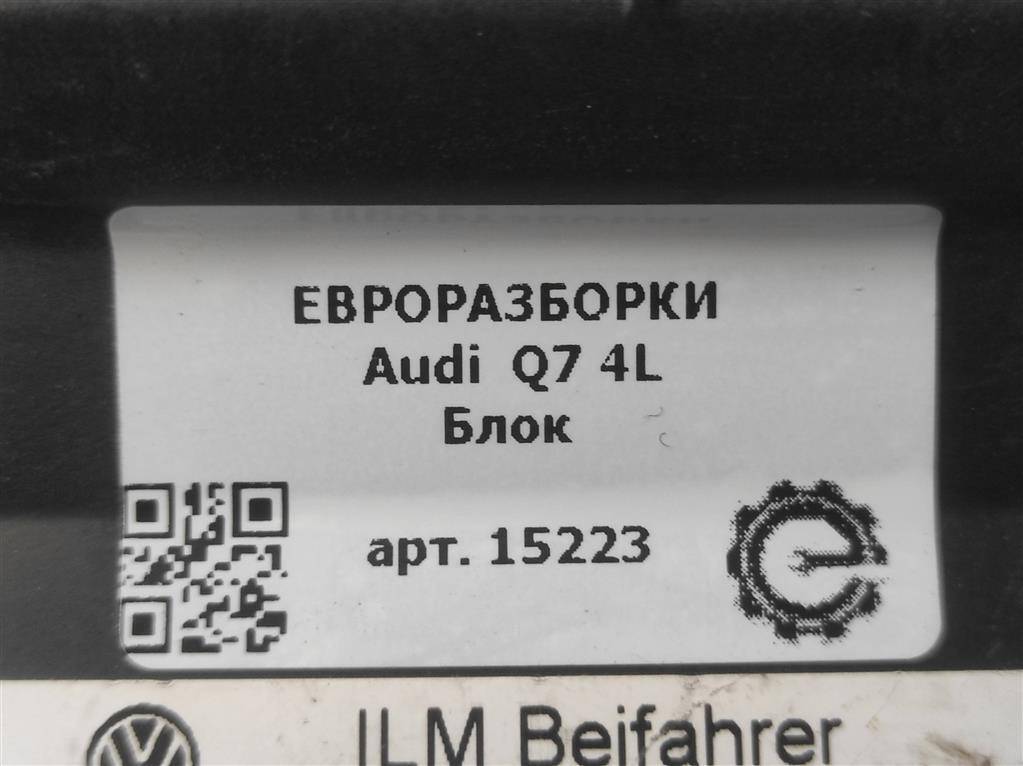 ЕВРОРАЗБОРКИ
Audi Q7 4L
Блок
арт. 15223
ILM Beifahrer